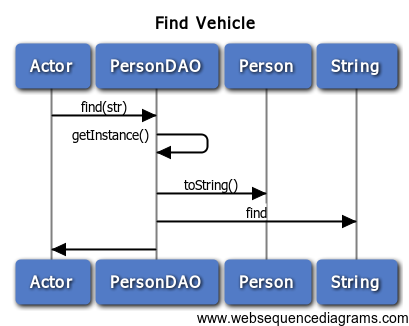 Find Vehicle
Actor PersonDAO Person String
find(str)
getInstance()
toString()
find
Actor PersonDAO Person String
www.websequencediagrams.com